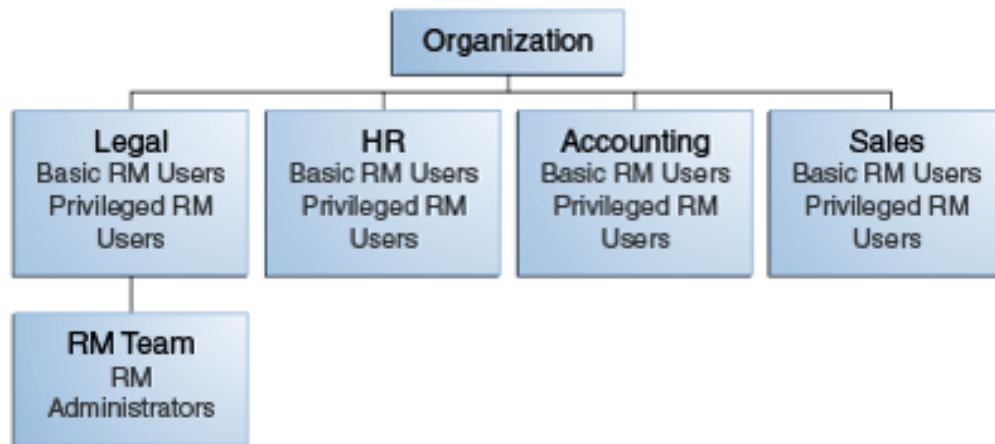 Organization
Legal
Basic RM Users
Privileged RM
Users
HR
Basic RM Users
Privileged RM
Users
Accounting
Basic RM Users
Privileged RM
Users
Sales
Basic RM Users
Privileged RM
Users
RM Team
RM
Administrators